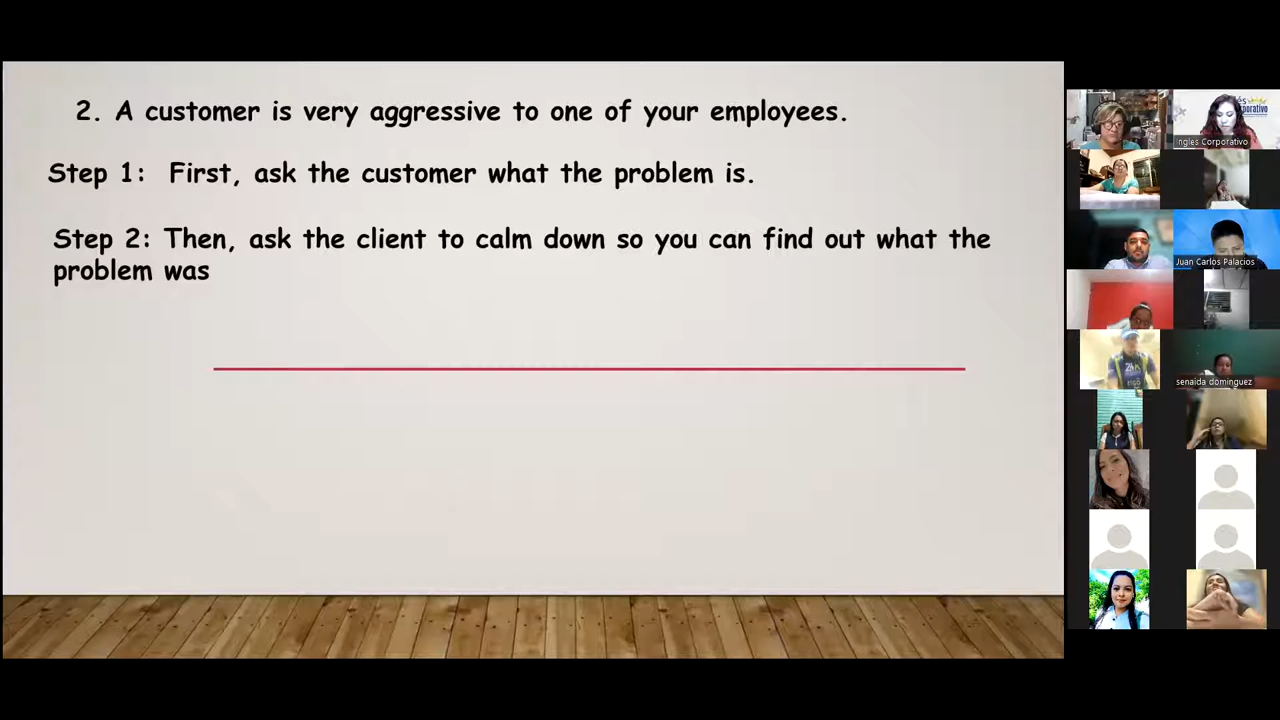 2. A customer is very aggressive to one of your employees.
Step 1: First, ask the customer what the problem is.
Step 2: Then, ask the client to calm down so you can find out what the
problem was
Ingles Corporativo
Juan Carlos Palacios
senaida dominguez